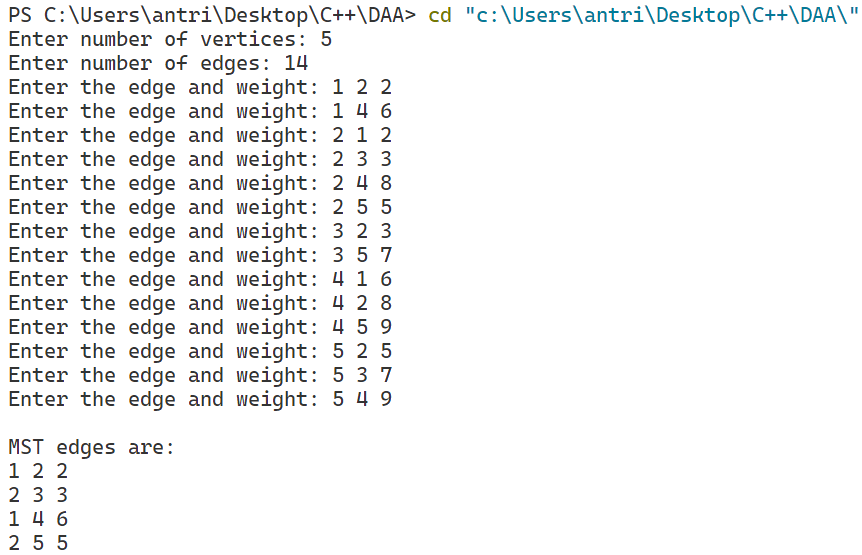 PS C:\Users\antri\Desktop\C++\DAA> cd "c:\Users\antri\Desktop\C++\DAA\"
Enter number of vertices: 5
Enter number of edges: 14
Enter the edge and weight: 1 2 2
Enter the edge and weight: 1 4 6
Enter the edge and weight: 2 1 2
Enter the edge and weight: 2 3 3
Enter the edge and weight: 2 4 8
Enter the edge and weight: 2 5 5
Enter the edge and weight: 3 2 3
Enter the edge and weight: 3 5 7
Enter the edge and weight: 4 1 6
Enter the edge and weight: 4 2 8
Enter the edge and weight: 4 5 9
Enter the edge and weight: 5 2 5
Enter the edge and weight: 5 3 7
Enter the edge and weight: 5 4 9
MST edges are:
1 2 2
2 3 3
1 4 6
2 5 5